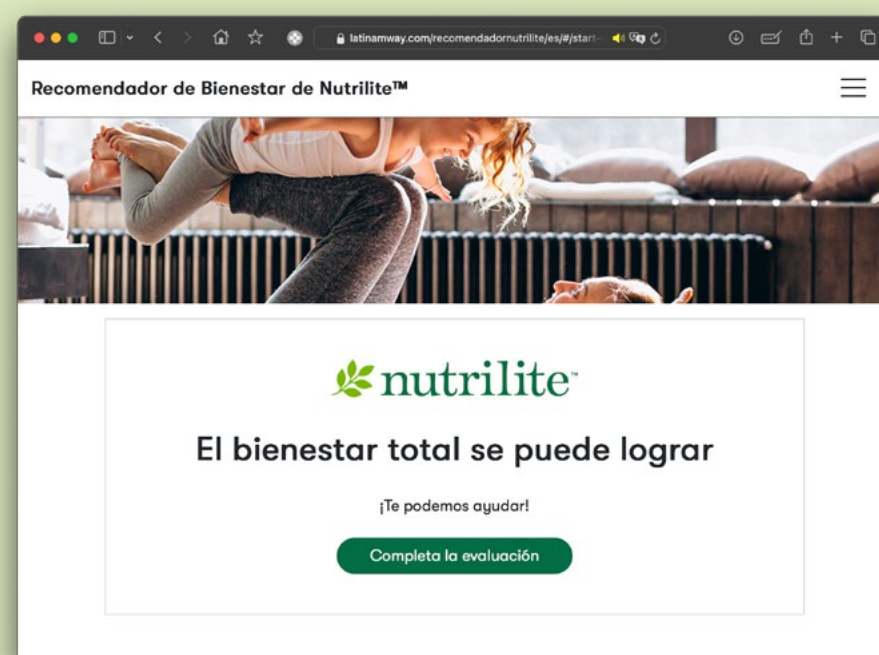 latinamway.com/recomendadornutrilite/es/#/start-
Recomendador de Bienestar de Nutrilite™
nutrilite™
El bienestar total se puede lograr
¡Te podemos ayudar!
Completa la evaluación